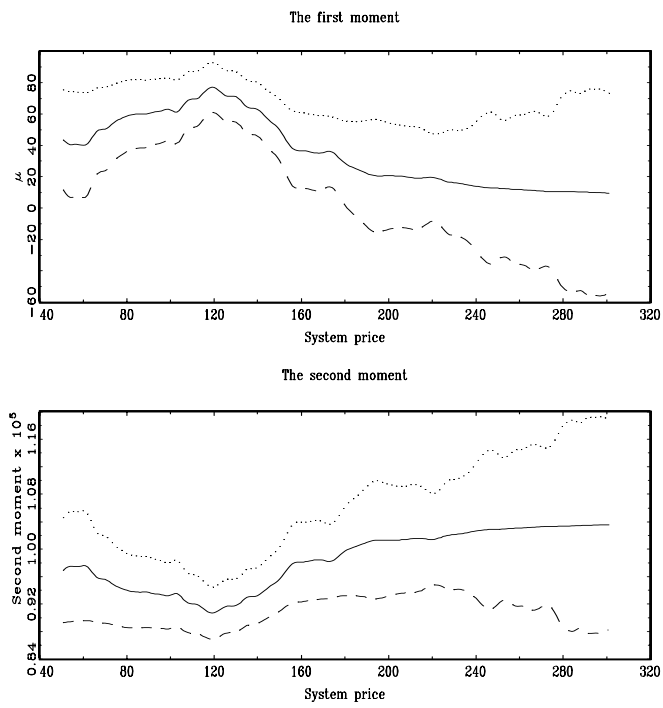 The first moment
μ
80
60
40
20
0
-20
-60
40 80 120 160 200 240 280 320
System price
The second moment
Second moment x 10⁵
1.16
1.08
1.00
0.92
0.84
40 80 120 160 200 240 280 320
System price